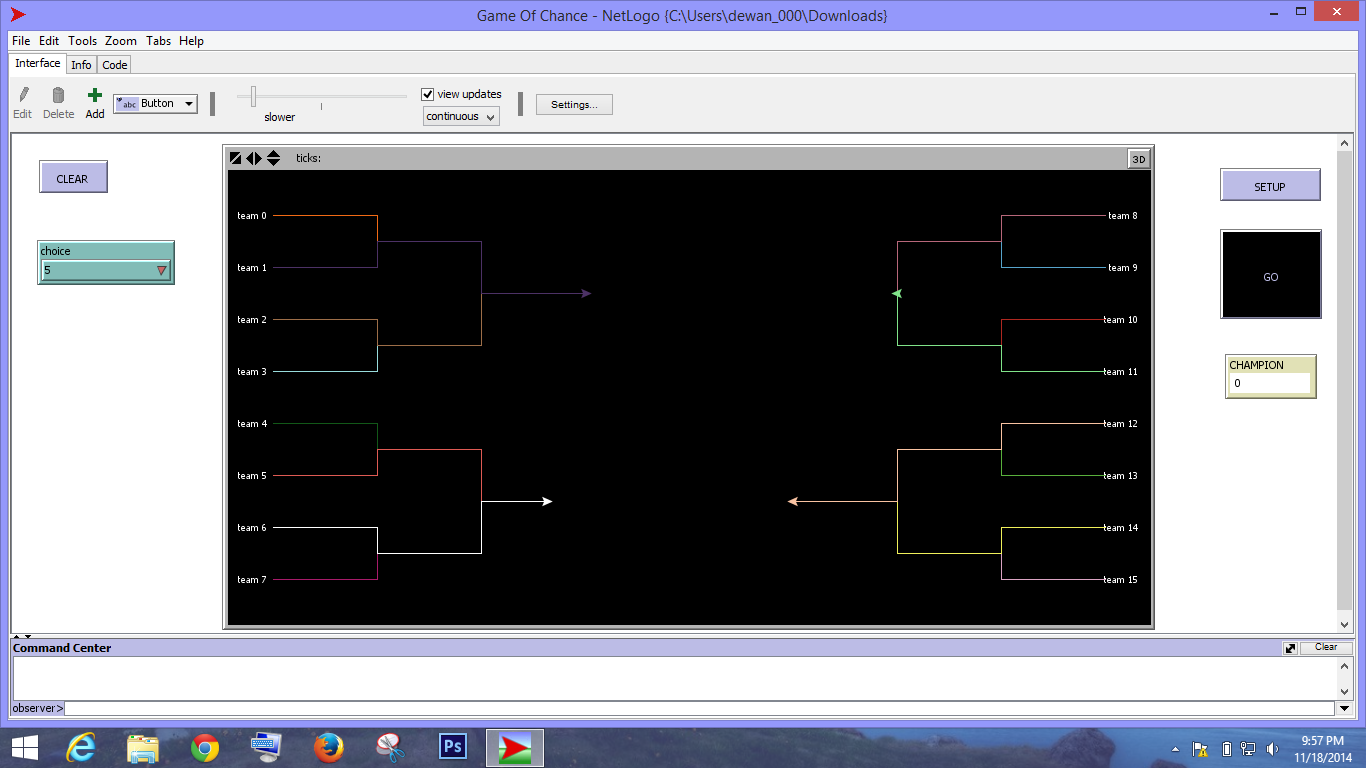 Game Of Chance - NetLogo {C:\Users\dewan_000\Downloads}
File Edit Tools Zoom Tabs Help
Interface Info Code
Edit Delete Add
abc Button
slower
view updates
continuous
Settings...
CLEAR
choice
5
ticks:
3D
team 0
team 1
team 2
team 3
team 4
team 5
team 6
team 7
team 8
team 9
team 10
team 11
team 12
team 13
team 14
team 15
SETUP
GO
CHAMPION
0
Command Center
Clear
observer>
Ps
9:57 PM
11/18/2014